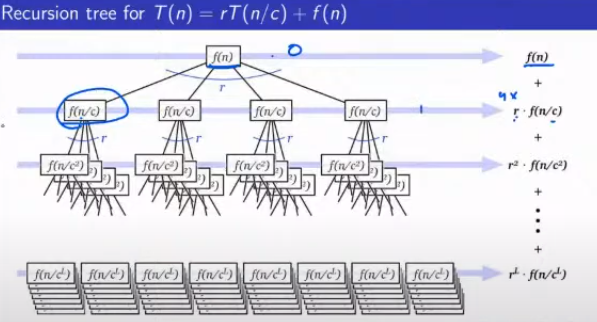 Recursion tree for T(n) = rT(n/c) + f(n)
f(n) 0 f(n)
r +
4x
f(n/c) f(n/c) f(n/c) f(n/c) 1 r · f(n/c)
r r r r +
f(n/c²) f(n/c²) f(n/c²) f(n/c²) r² · f(n/c²)
+
⋮
+
f(n/cᴸ) f(n/cᴸ) f(n/cᴸ) f(n/cᴸ) f(n/cᴸ) f(n/cᴸ) f(n/cᴸ) f(n/cᴸ) rᴸ · f(n/cᴸ)